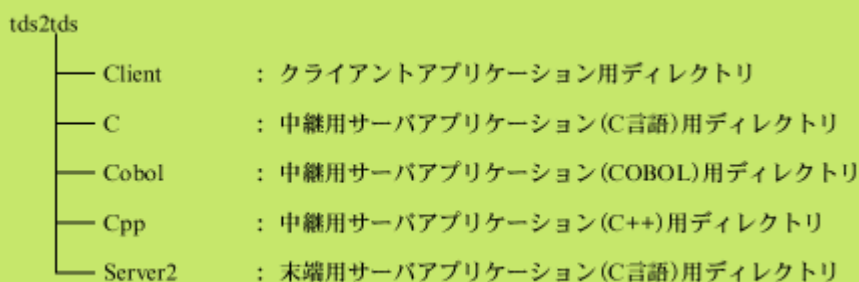 tds2tds
Client : クライアントアプリケーション用ディレクトリ
C : 中継用サーバアプリケーション(C言語)用ディレクトリ
Cobol : 中継用サーバアプリケーション(COBOL)用ディレクトリ
Cpp : 中継用サーバアプリケーション(C++)用ディレクトリ
Server2 : 末端用サーバアプリケーション(C言語)用ディレクトリ